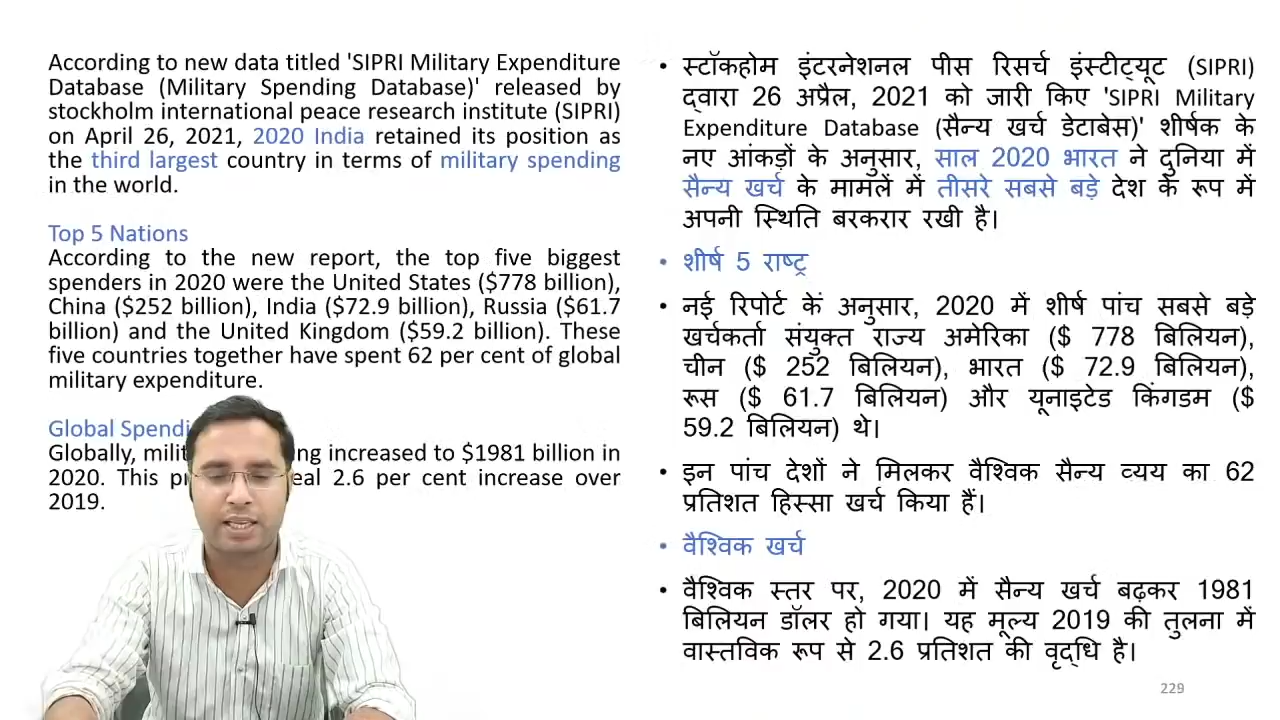 According to new data titled 'SIPRI Military Expenditure
Database (Military Spending Database)' released by
stockholm international peace research institute (SIPRI)
on April 26, 2021, 2020 India retained its position as
the third largest country in terms of military spending
in the world.
Top 5 Nations
According to the new report, the top five biggest
spenders in 2020 were the United States ($778 billion),
China ($252 billion), India ($72.9 billion), Russia ($61.7
billion) and the United Kingdom ($59.2 billion). These
five countries together have spent 62 per cent of global
military expenditure.
Global
Globally, increased to $1981 billion in
2020. This 2.6 per cent increase over
2019.
• स्टॉकहोम इंटरनेशनल पीस रिसर्च इंस्टीट्यूट (SIPRI)
द्वारा 26 अप्रैल, 2021 को जारी किए 'SIPRI Military
Expenditure Database (सैन्य खर्च डेटाबेस)' शीर्षक के
नए आंकड़ों के अनुसार, साल 2020 भारत ने दुनिया में
सैन्य खर्च के मामलें में तीसरे सबसे बड़े देश के रूप में
अपनी स्थिति बरकरार रखी है।
• शीर्ष 5 राष्ट्र
• नई रिपोर्ट के अनुसार, 2020 में शीर्ष पांच सबसे बड़े
खर्चकर्ता संयुक्त राज्य अमेरिका ($ 778 बिलियन),
चीन ($ 252 बिलियन), भारत ($ 72.9 बिलियन),
रूस ($ 61.7 बिलियन) और यूनाइटेड किंगडम ($
59.2 बिलियन) थे।
• इन पांच देशों ने मिलकर वैश्विक सैन्य व्यय का 62
प्रतिशत हिस्सा खर्च किया हैं।
• वैश्विक खर्च
• वैश्विक स्तर पर, 2020 में सैन्य खर्च बढ़कर 1981
बिलियन डॉलर हो गया। यह मूल्य 2019 की तुलना में
वास्तविक रूप से 2.6 प्रतिशत की वृद्धि है।
229